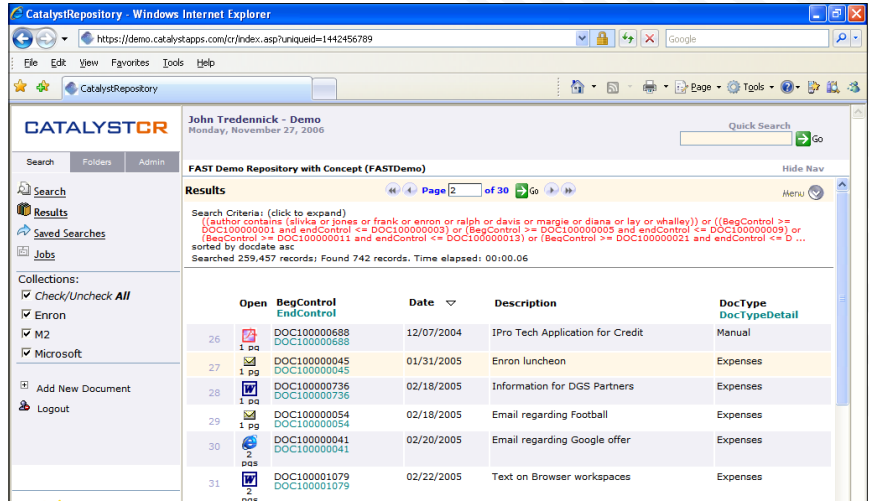 CatalystRepository - Windows Internet Explorer
https://demo.catalystapps.com/cr/index.asp?uniqueid=1442456789
Google
File Edit View Favorites Tools Help
CatalystRepository
Page Tools
CATALYSTCR
John Tredennick - Demo
Monday, November 27, 2006
Quick Search
Go
Search Folders Admin
FAST Demo Repository with Concept (FASTDemo)
Hide Nav
Search
Results
Saved Searches
Jobs
Results
Page 2 of 30 Go
Menu
Search Criteria: (click to expand)
((author contains (slivka or jones or frank or enron or ralph or davis or margie or diana or lay or whalley)) or ((BegControl >=
DOC100000001 and endControl <= DOC100000003) or (BegControl >= DOC100000005 and endControl <= DOC100000009) or
(BegControl >= DOC100000011 and endControl <= DOC100000013) or (BegControl >= DOC100000021 and endControl <= D ...
sorted by docdate asc
Searched 259,457 records; Found 742 records. Time elapsed: 00:00.06
Collections:
Check/Uncheck All
Enron
M2
Microsoft
Add New Document
Logout
Open BegControl Date Description DocType
EndControl DocTypeDetail
26 DOC100000688 12/07/2004 IPro Tech Application for Credit Manual
1 pg DOC100000688
27 DOC100000045 01/31/2005 Enron luncheon Expenses
1 pg DOC100000045
28 DOC100000736 02/18/2005 Information for DGS Partners Expenses
1 pg DOC100000736
29 DOC100000054 02/18/2005 Email regarding Football Expenses
1 pg DOC100000054
30 DOC100000041 02/20/2005 Email regarding Google offer Expenses
2 pgs DOC100000041
31 DOC100001079 02/22/2005 Text on Browser workspaces Expenses
2 pgs DOC100001079